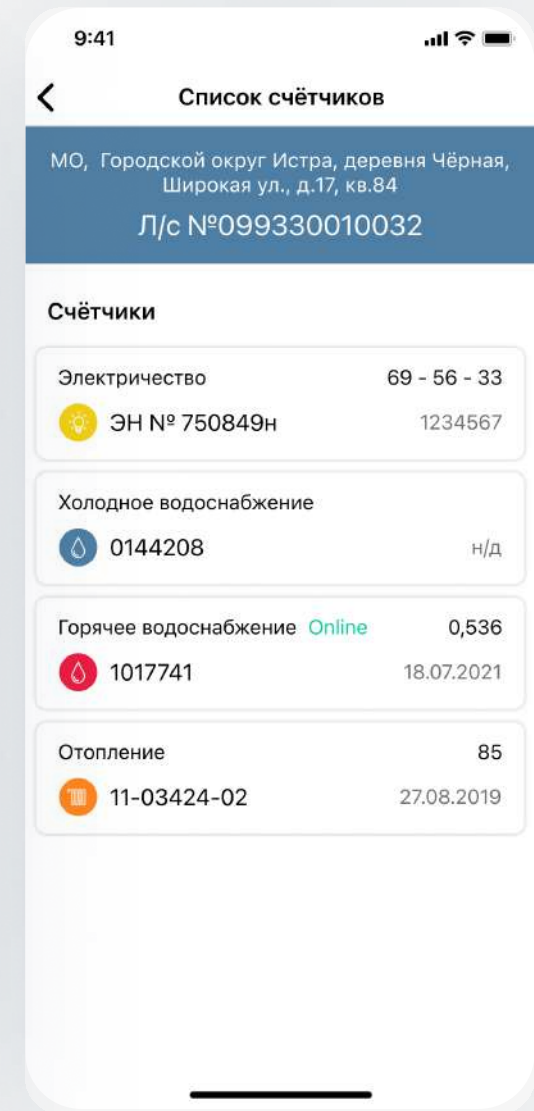 9:41
Список счётчиков
МО, Городской округ Истра, деревня Чёрная,
Широкая ул., д.17, кв.84
Л/с №099330010032
Счётчики
Электричество 69 - 56 - 33
ЭН № 750849н 1234567
Холодное водоснабжение
0144208 н/д
Горячее водоснабжение Online 0,536
1017741 18.07.2021
Отопление 85
11-03424-02 27.08.2019